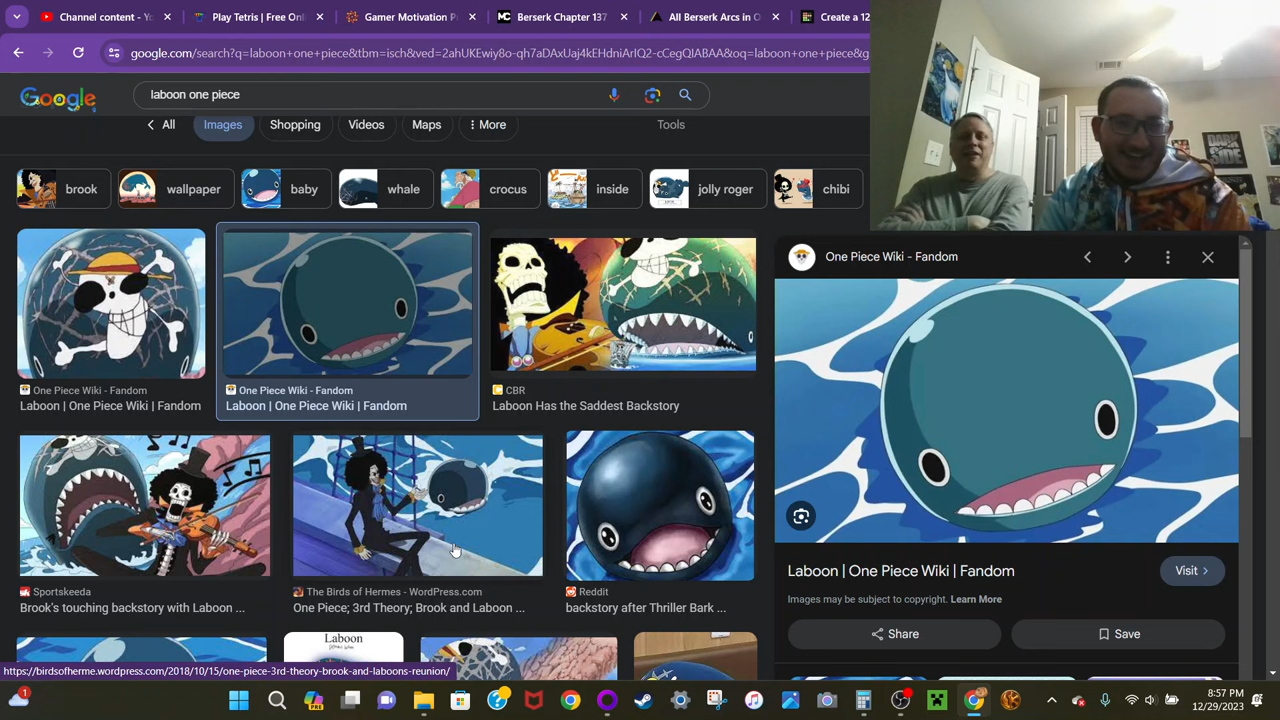 Content - Yo
Play Tetris | Free Onl
Gamer Motivation P
Berserk Chapter 137
All Berserk Arcs in O
Create a 12
google.com/search?q=laboon+one+piece&tbm=isch&ved=2ahUKEwiy8o-qh7aDAxUaj4kEHdniArIQ2-cCegQIABAA&oq=laboon+one+piece&g
Google
laboon one piece
All
Images
Shopping
Videos
Maps
More
Tools
brook
wallpaper
baby
whale
crocus
inside
jolly roger
chibi
DARK
SIDE
One Piece Wiki - Fandom
One Piece Wiki - Fandom
Laboon | One Piece Wiki | Fandom
One Piece Wiki - Fandom
Laboon | One Piece Wiki | Fandom
CBR
Laboon Has the Saddest Backstory
Sportskeeda
Brook's touching backstory with Laboon ...
The Birds of Hermes - WordPress.com
One Piece; 3rd Theory; Brook and Laboon ...
Reddit
backstory after Thriller Bark ...
Laboon | One Piece Wiki | Fandom
Visit
Images may be subject to copyright. Learn More
Share
Save
Laboon
https://birdsofherme.wordpress.com/2018/10/15/one-piece-3rd-theory-brook-and-laboons-reunion/
1
PRE
8:57 PM
12/29/2023